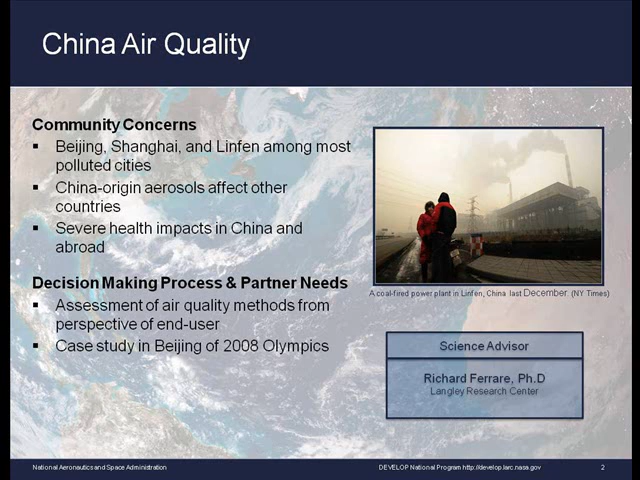 China Air Quality
Community Concerns
▪ Beijing, Shanghai, and Linfen among most
polluted cities
▪ China-origin aerosols affect other
countries
▪ Severe health impacts in China and
abroad
Decision Making Process & Partner Needs
▪ Assessment of air quality methods from
perspective of end-user
▪ Case study in Beijing of 2008 Olympics
A coal-fired power plant in Linfen, China last December. (NY Times)
Science Advisor
Richard Ferrare, Ph.D
Langley Research Center
National Aeronautics and Space Administration
DEVELOP National Program http://develop.larc.nasa.gov
2